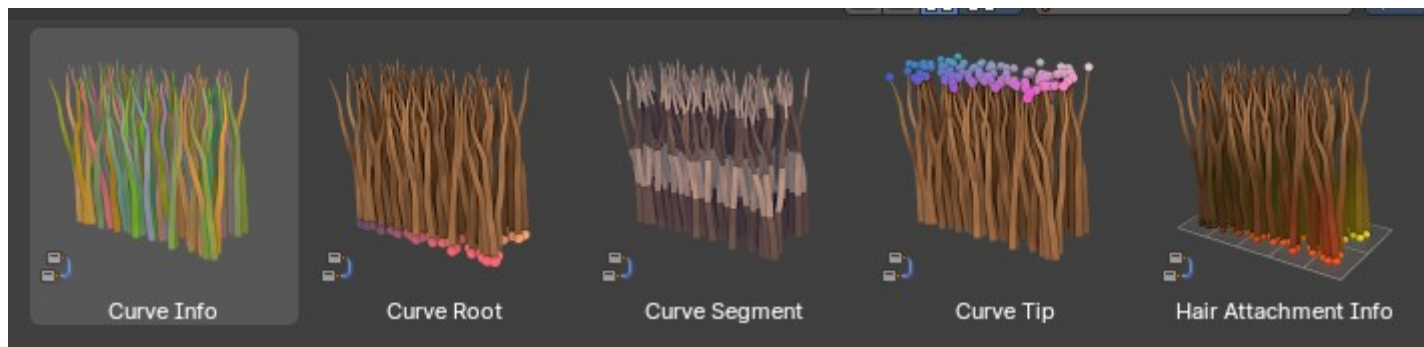 Curve Info
Curve Root
Curve Segment
Curve Tip
Hair Attachment Info